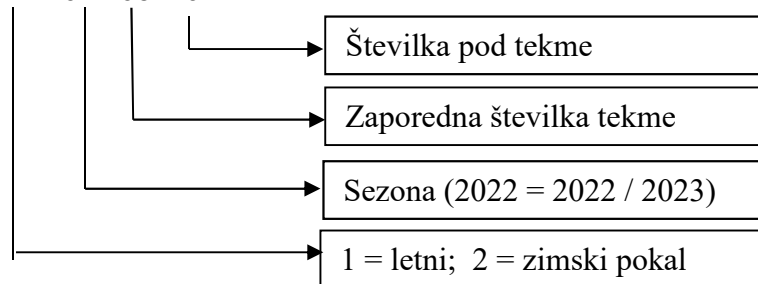 Številka pod tekme
Zaporedna številka tekme
Sezona (2022 = 2022 / 2023)
1 = letni; 2 = zimski pokal